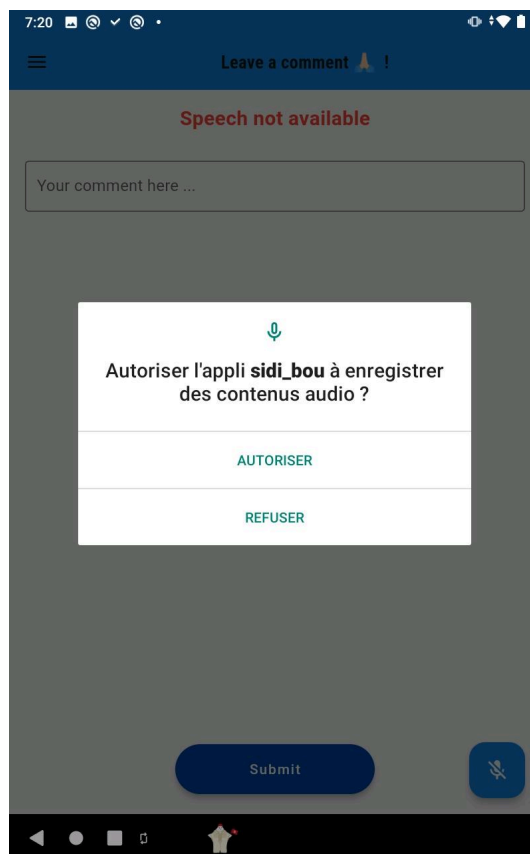 7:20
Leave a comment 🙏 !
Speech not available
Your comment here ...
Autoriser l'appli sidi_bou à enregistrer
des contenus audio ?
AUTORISER
REFUSER
Submit